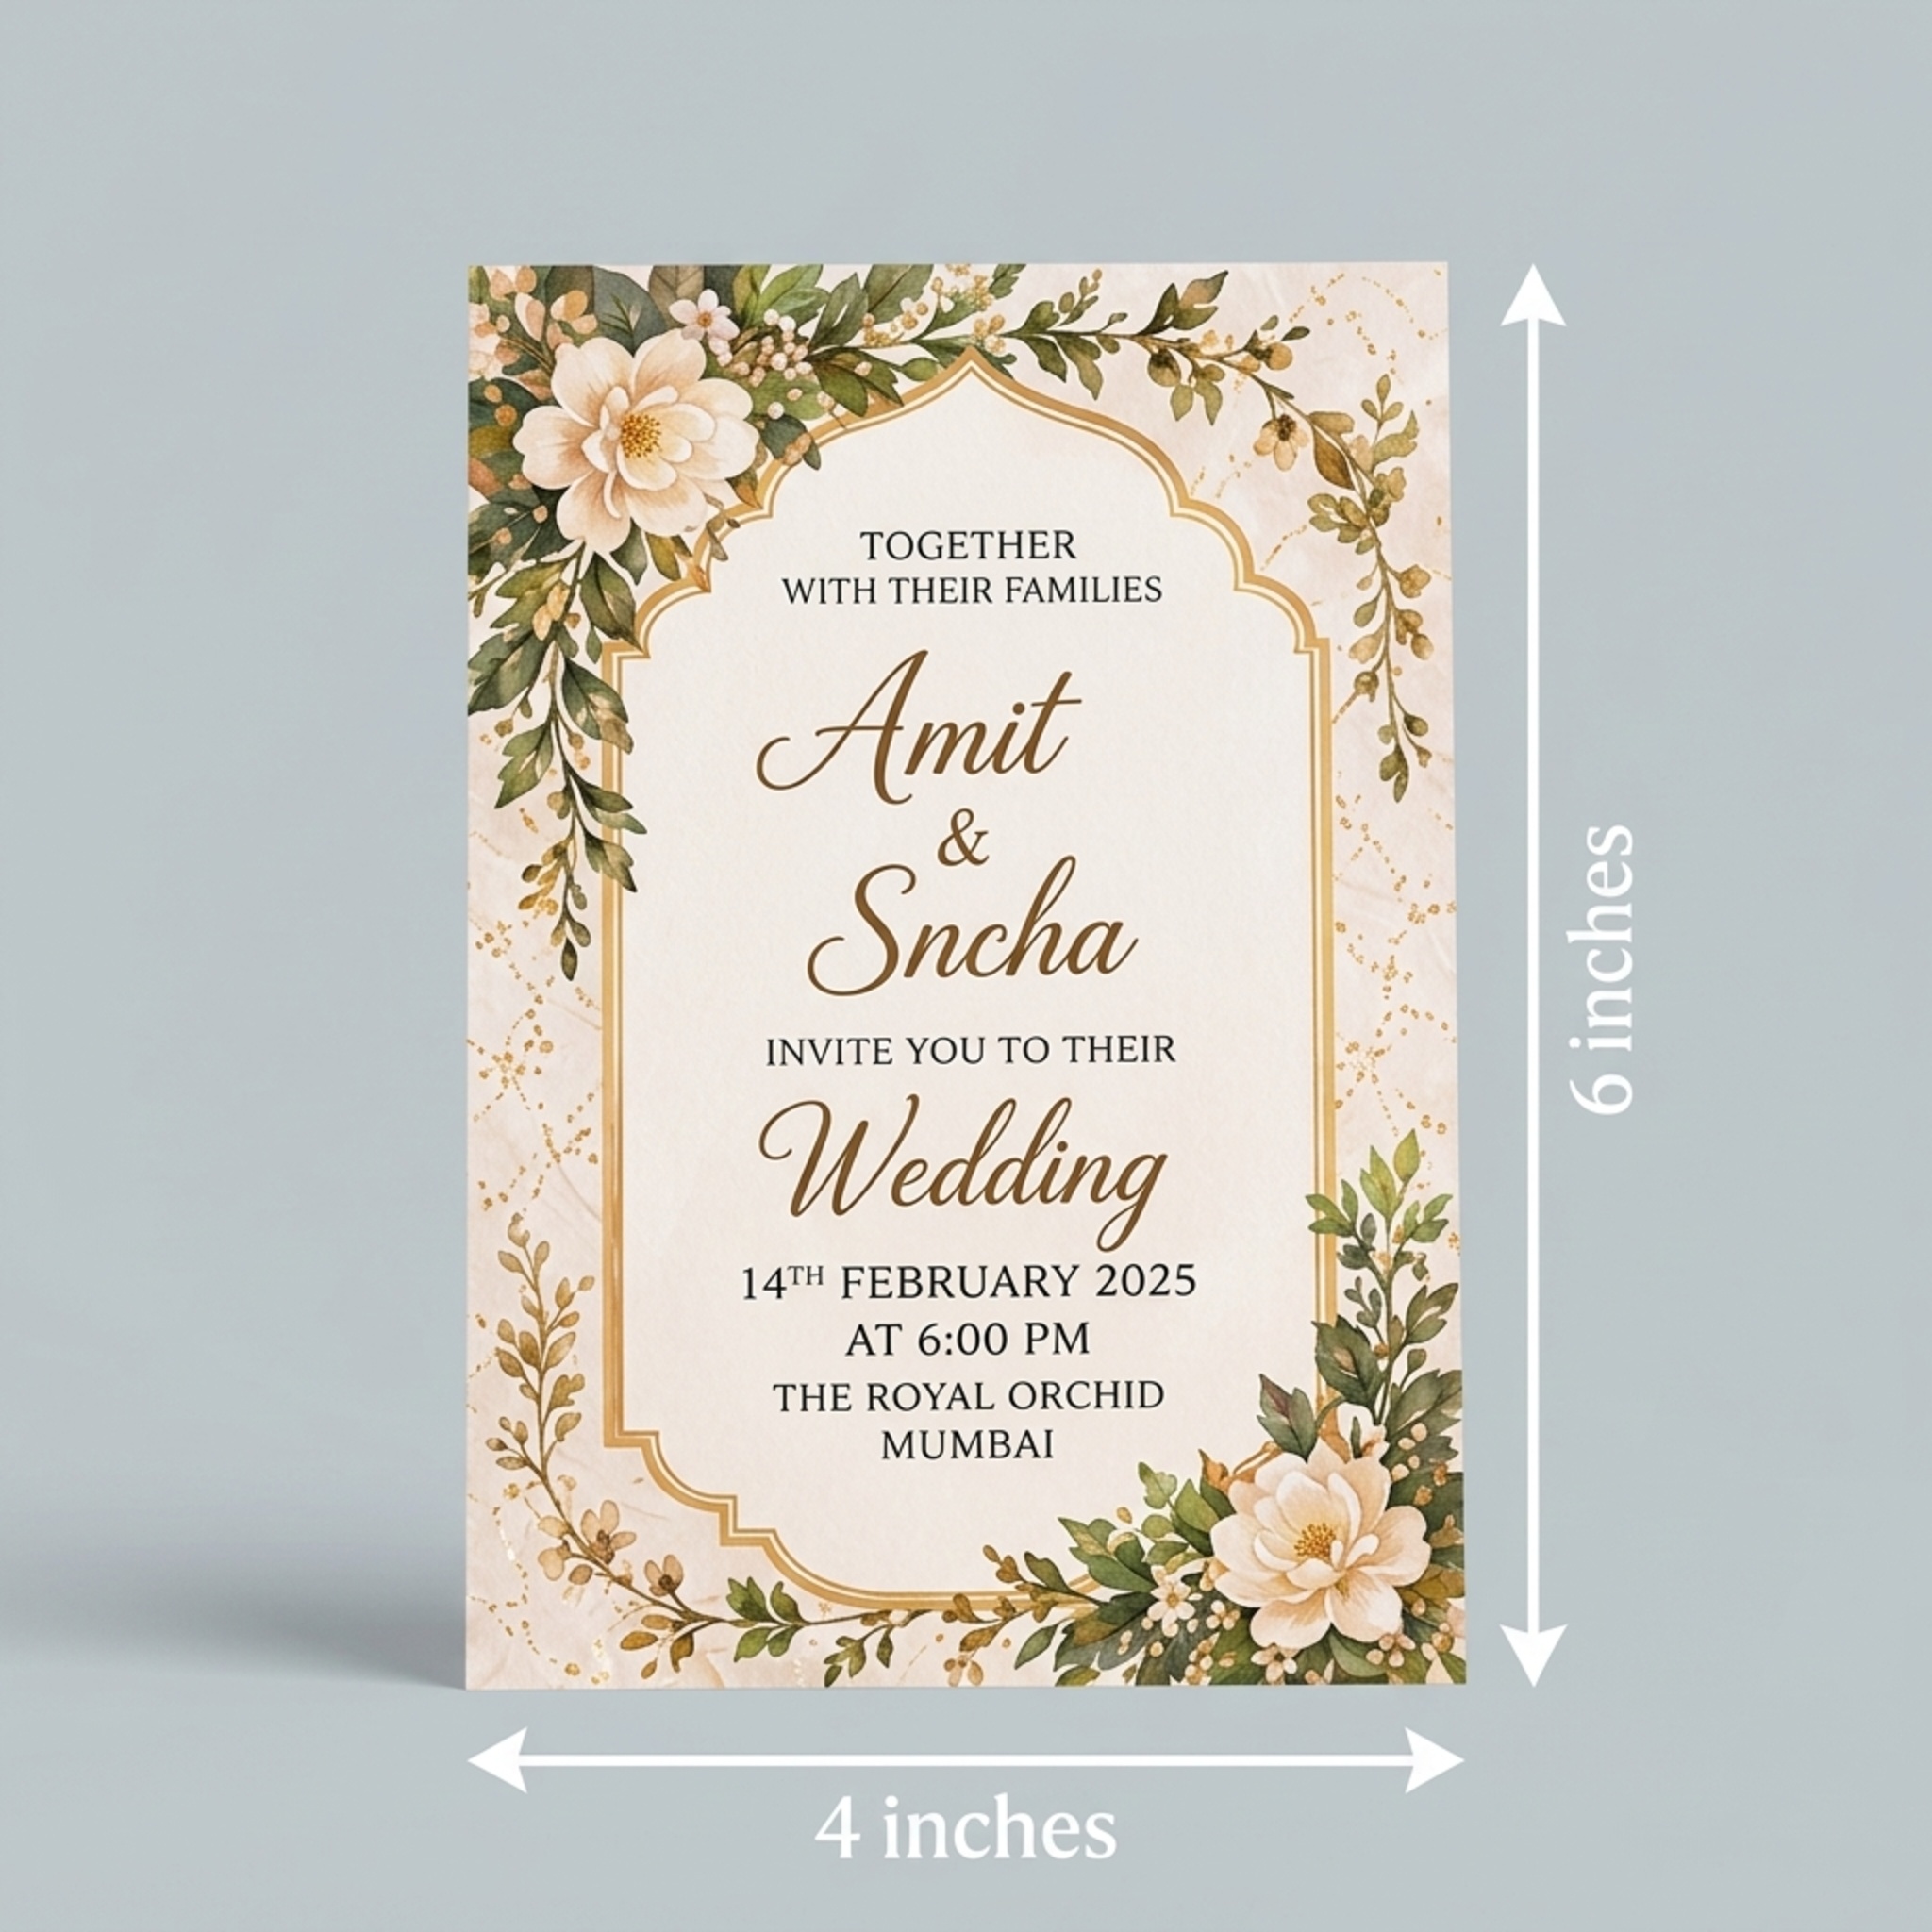 TOGETHER
WITH THEIR FAMILIES
Amit
&
Sncha
INVITE YOU TO THEIR
Wedding
14TH FEBRUARY 2025
AT 6:00 PM
THE ROYAL ORCHID
MUMBAI
6 inches
4 inches